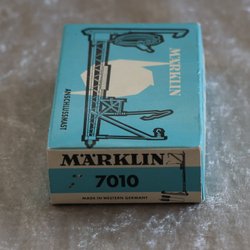 MÄRKLIN
ANSCHLUSSMAST
MÄRKLIN
7010
MADE IN WESTERN GERMANY